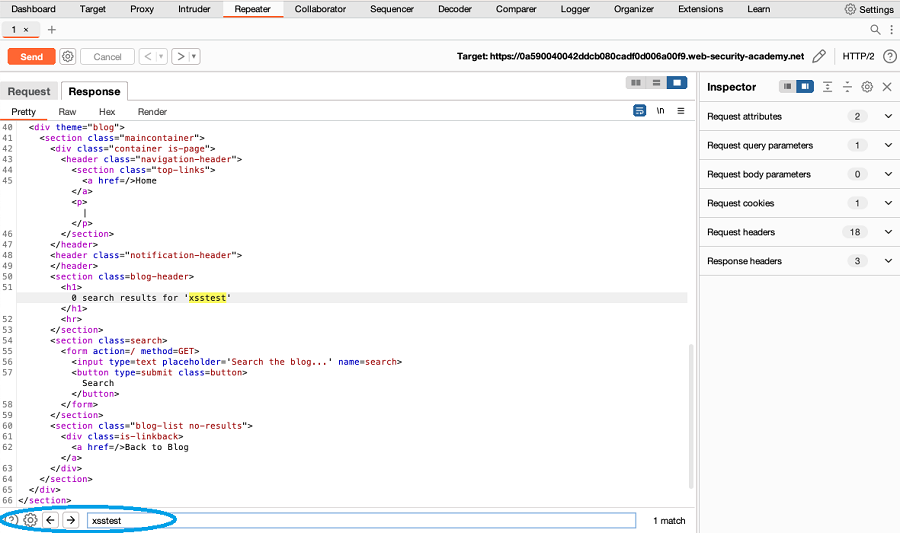 Dashboard Target Proxy Intruder Repeater Collaborator Sequencer Decoder Comparer Logger Organizer Extensions Learn Settings
1 × +
Send Cancel < > Target: https://0a590040042ddcb080cadf0d006a00f9.web-security-academy.net HTTP/2 ?
Request Response Inspector
Pretty Raw Hex Render \n
Request attributes 2
Request query parameters 1
Request body parameters 0
Request cookies 1
Request headers 18
Response headers 3
40 <div theme="blog">
41 <section class="maincontainer">
42 <div class="container is-page">
43 <header class="navigation-header">
44 <section class="top-links">
45 <a href=/>Home
</a>
<p>
|
</p>
46 </section>
47 </header>
48 <header class="notification-header">
49 </header>
50 <section class=blog-header>
51 <h1>
0 search results for 'xsstest'
</h1>
52 <hr>
53 </section>
54 <section class=search>
55 <form action=/ method=GET>
56 <input type=text placeholder='Search the blog...' name=search>
57 <button type=submit class=button>
Search
</button>
58 </form>
59 </section>
60 <section class="blog-list no-results">
61 <div class=is-linkback>
62 <a href=/>Back to Blog
</a>
63 </div>
64 </section>
65 </div>
66 </section>
? xsstest 1 match